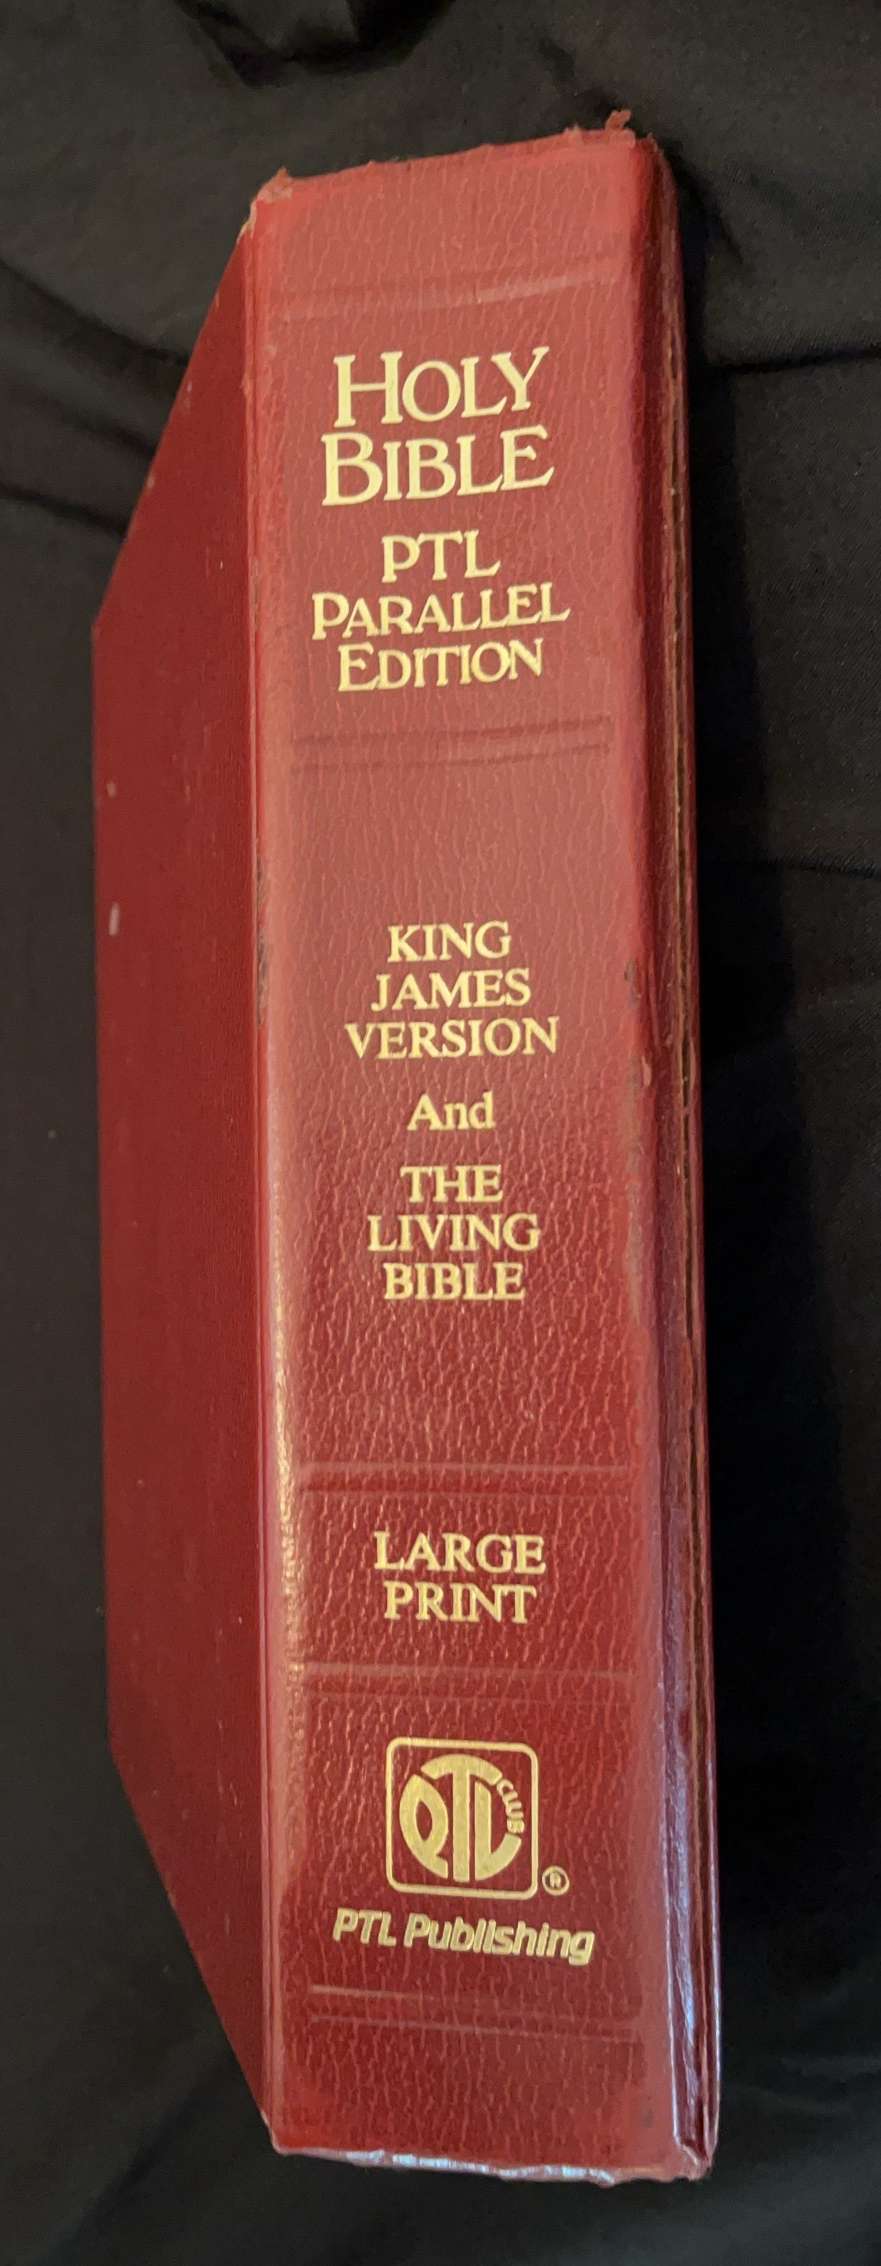 HOLY
BIBLE
PTL
PARALLEL
EDITION
KING
JAMES
VERSION
And
THE
LIVING
BIBLE
LARGE
PRINT
PTL CLUB
®
PTL Publishing